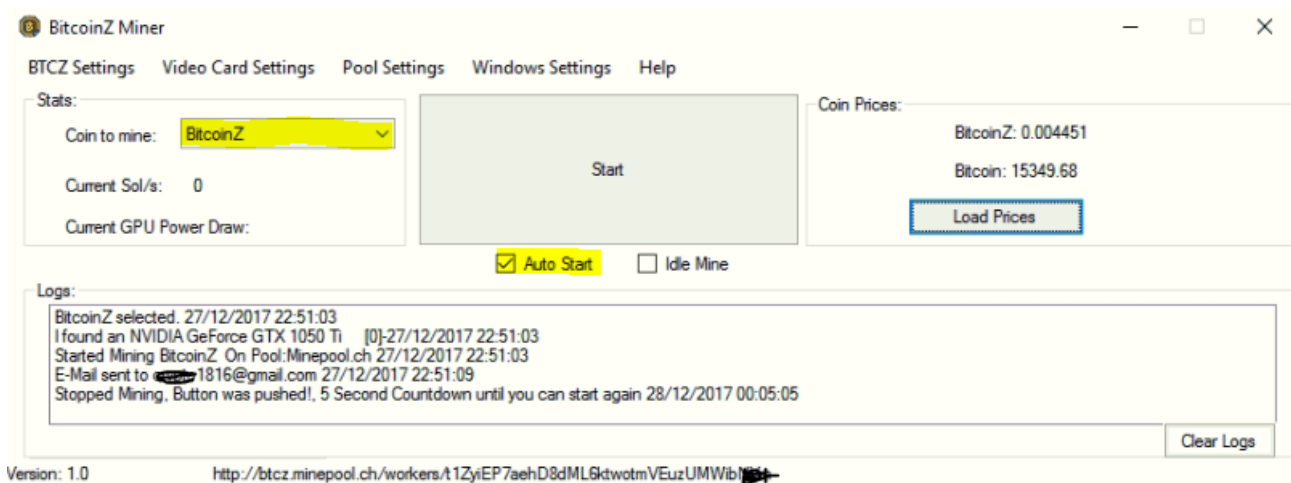 BitcoinZ Miner
BTCZ Settings Video Card Settings Pool Settings Windows Settings Help
Stats:
Coin to mine: BitcoinZ
Current Sol/s: 0
Current GPU Power Draw:
Start
Coin Prices:
BitcoinZ: 0.004451
Bitcoin: 15349.68
Load Prices
Auto Start Idle Mine
Logs:
BitcoinZ selected. 27/12/2017 22:51:03
I found an NVIDIA GeForce GTX 1050 Ti [0]-27/12/2017 22:51:03
Started Mining BitcoinZ On Pool:Minepool.ch 27/12/2017 22:51:03
E-Mail sent to 1816@gmail.com 27/12/2017 22:51:09
Stopped Mining, Button was pushed!, 5 Second Countdown until you can start again 28/12/2017 00:05:05
Clear Logs
Version: 1.0 http://btcz.minepool.ch/workers/t1ZyiEP7aehD8dML6ktwotmVEuzUMWib